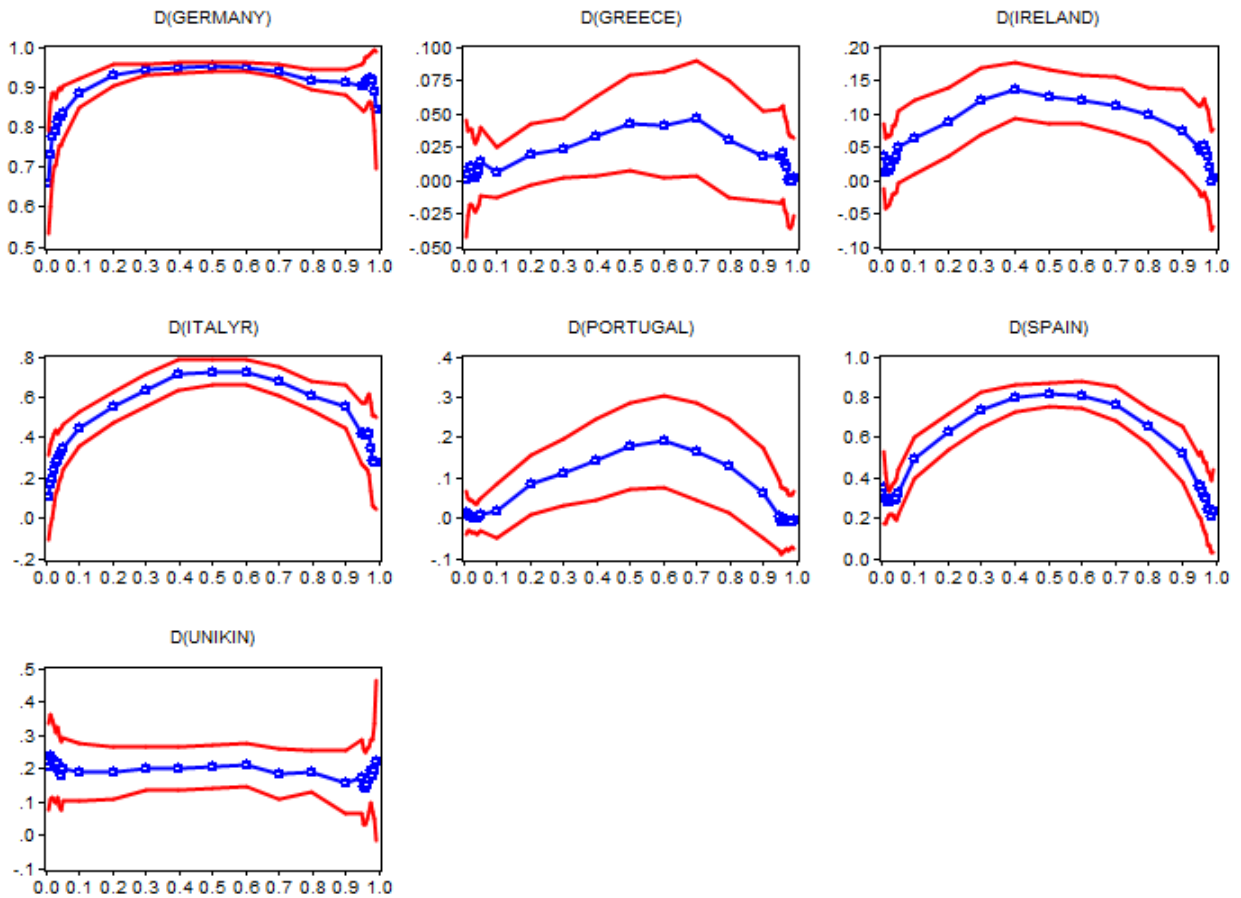 D(GERMANY) D(GREECE) D(IRELAND)
1.0 .100 .20
0.9 .075 .15
0.8 .050 .10
.025 .05
0.7 .000 .00
0.6 -.025 -.05
0.5 -.050 -.10
0.0 0.1 0.2 0.3 0.4 0.5 0.6 0.7 0.8 0.9 1.0 0.0 0.1 0.2 0.3 0.4 0.5 0.6 0.7 0.8 0.9 1.0 0.0 0.1 0.2 0.3 0.4 0.5 0.6 0.7 0.8 0.9 1.0
D(ITALYR) D(PORTUGAL) D(SPAIN)
.8 .4 1.0
.6 .3 0.8
.4 .2 0.6
.2 .1 0.4
.0 .0 0.2
-.2 -.1 0.0
0.0 0.1 0.2 0.3 0.4 0.5 0.6 0.7 0.8 0.9 1.0 0.0 0.1 0.2 0.3 0.4 0.5 0.6 0.7 0.8 0.9 1.0 0.0 0.1 0.2 0.3 0.4 0.5 0.6 0.7 0.8 0.9 1.0
D(UNIKIN)
.5
.4
.3
.2
.1
.0
-.1
0.0 0.1 0.2 0.3 0.4 0.5 0.6 0.7 0.8 0.9 1.0